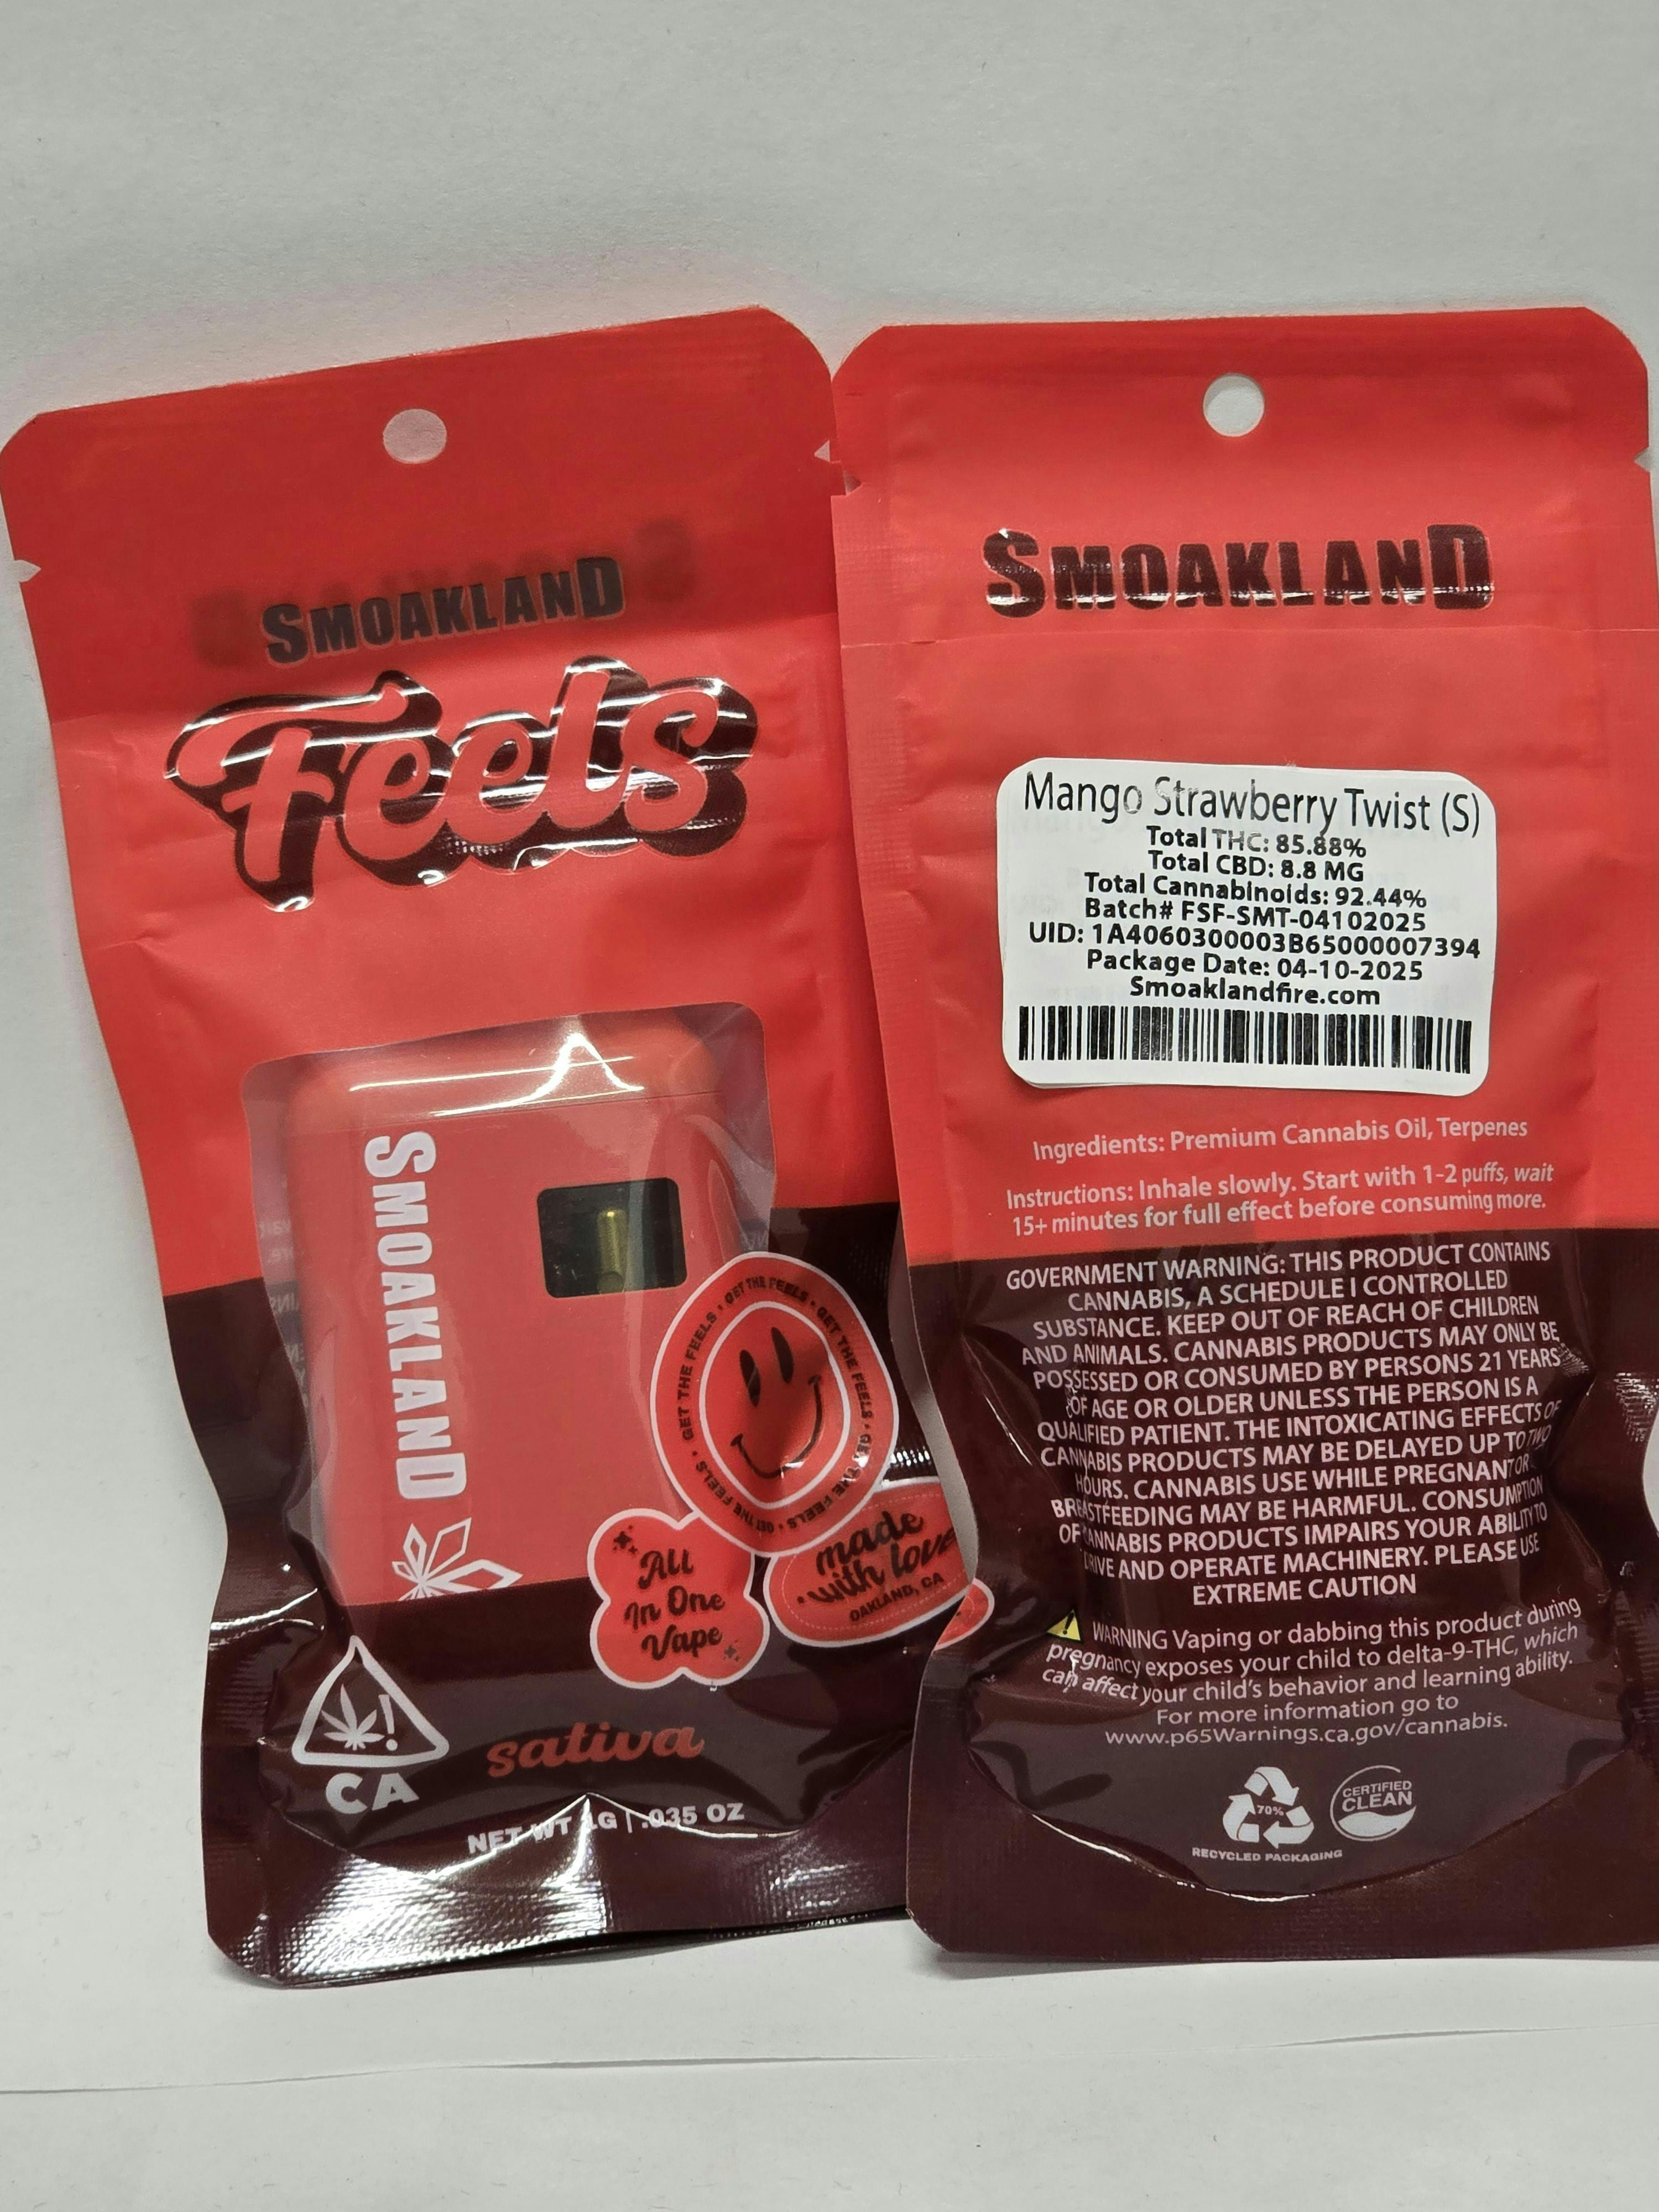 SMOAKLAND
Feels
SMOAKLAND
GET THE FEELS • GET THE FEELS • GET THE FEELS • GET THE FEELS • GET THE FEELS • GET THE FEELS •
All
In One
Vape
made
with love
OAKLAND, CA
CA
sativa
NET WT 1G | .035 OZ
SMOAKLAND
Mango Strawberry Twist (S)
Total THC: 85.88%
Total CBD: 8.8 MG
Total Cannabinoids: 92.44%
Batch# FSF-SMT-04102025
UID: 1A4060300003B65000007394
Package Date: 04-10-2025
Smoaklandfire.com
Ingredients: Premium Cannabis Oil, Terpenes
Instructions: Inhale slowly. Start with 1-2 puffs, wait
15+ minutes for full effect before consuming more.
GOVERNMENT WARNING: THIS PRODUCT CONTAINS
CANNABIS, A SCHEDULE I CONTROLLED
SUBSTANCE. KEEP OUT OF REACH OF CHILDREN
AND ANIMALS. CANNABIS PRODUCTS MAY ONLY BE
POSSESSED OR CONSUMED BY PERSONS 21 YEARS
OF AGE OR OLDER UNLESS THE PERSON IS A
QUALIFIED PATIENT. THE INTOXICATING EFFECTS OF
CANNABIS PRODUCTS MAY BE DELAYED UP TO TWO
HOURS. CANNABIS USE WHILE PREGNANT OR
BREASTFEEDING MAY BE HARMFUL. CONSUMPTION
OF CANNABIS PRODUCTS IMPAIRS YOUR ABILITY TO
DRIVE AND OPERATE MACHINERY. PLEASE USE
EXTREME CAUTION
WARNING Vaping or dabbing this product during
pregnancy exposes your child to delta-9-THC, which
can affect your child's behavior and learning ability.
For more information go to
www.p65Warnings.ca.gov/cannabis.
70%
RECYCLED PACKAGING
CERTIFIED
CLEAN